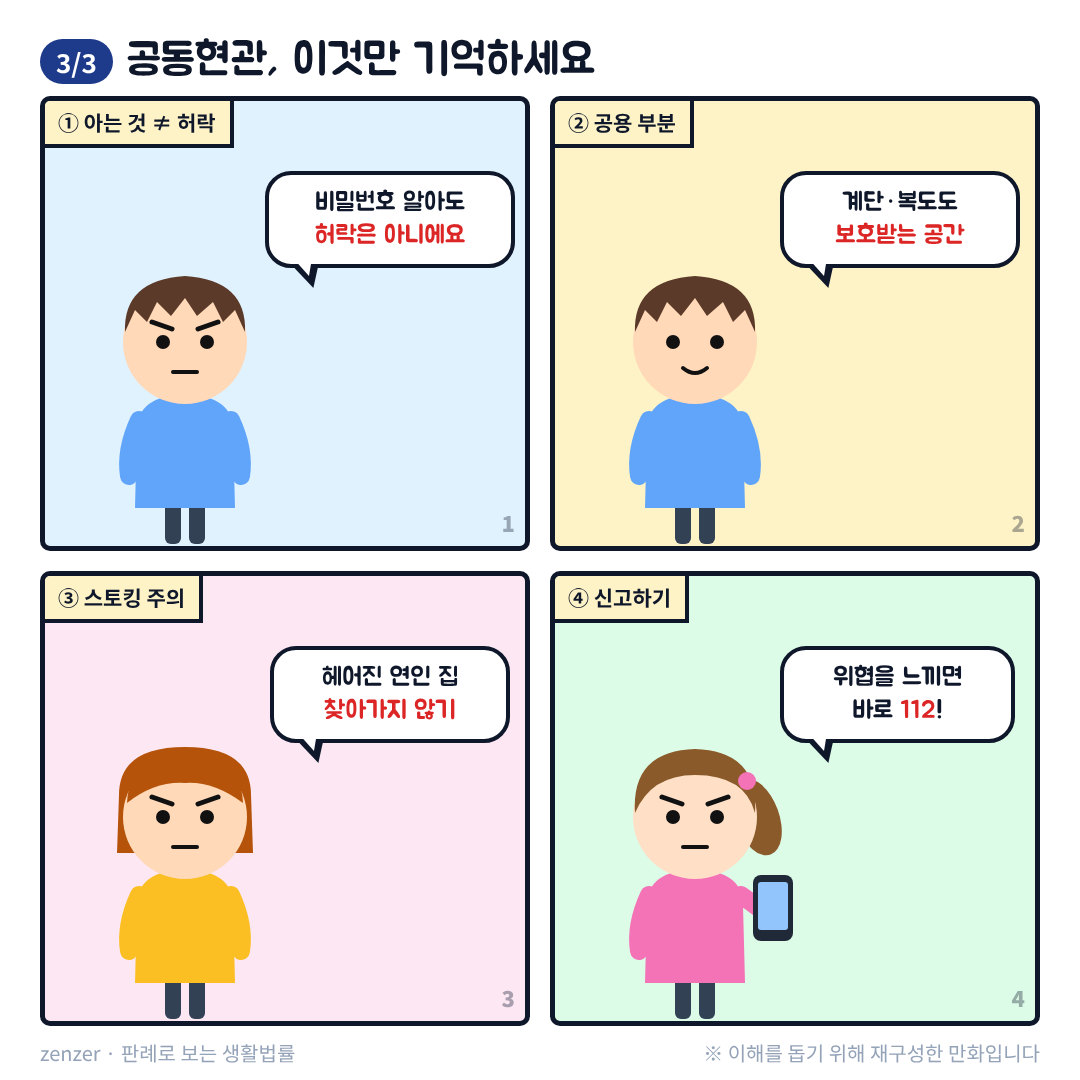 3/3 공동현관, 이것만 기억하세요
① 아는 것 ≠ 허락
비밀번호 알아도
허락은 아니에요
1
② 공용 부분
계단·복도도
보호받는 공간
2
③ 스토킹 주의
헤어진 연인 집
찾아가지 않기
3
④ 신고하기
위협을 느끼면
바로 112!
4
zenzer · 판례로 보는 생활법률
※ 이해를 돕기 위해 재구성한 만화입니다